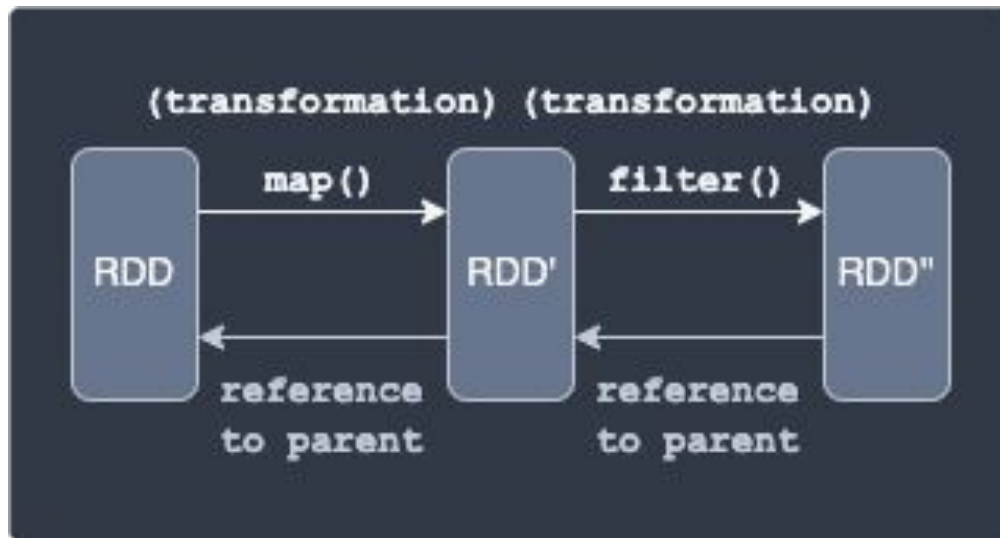 (transformation) (transformation)
map() filter()
RDD RDD' RDD"
reference reference
to parent to parent